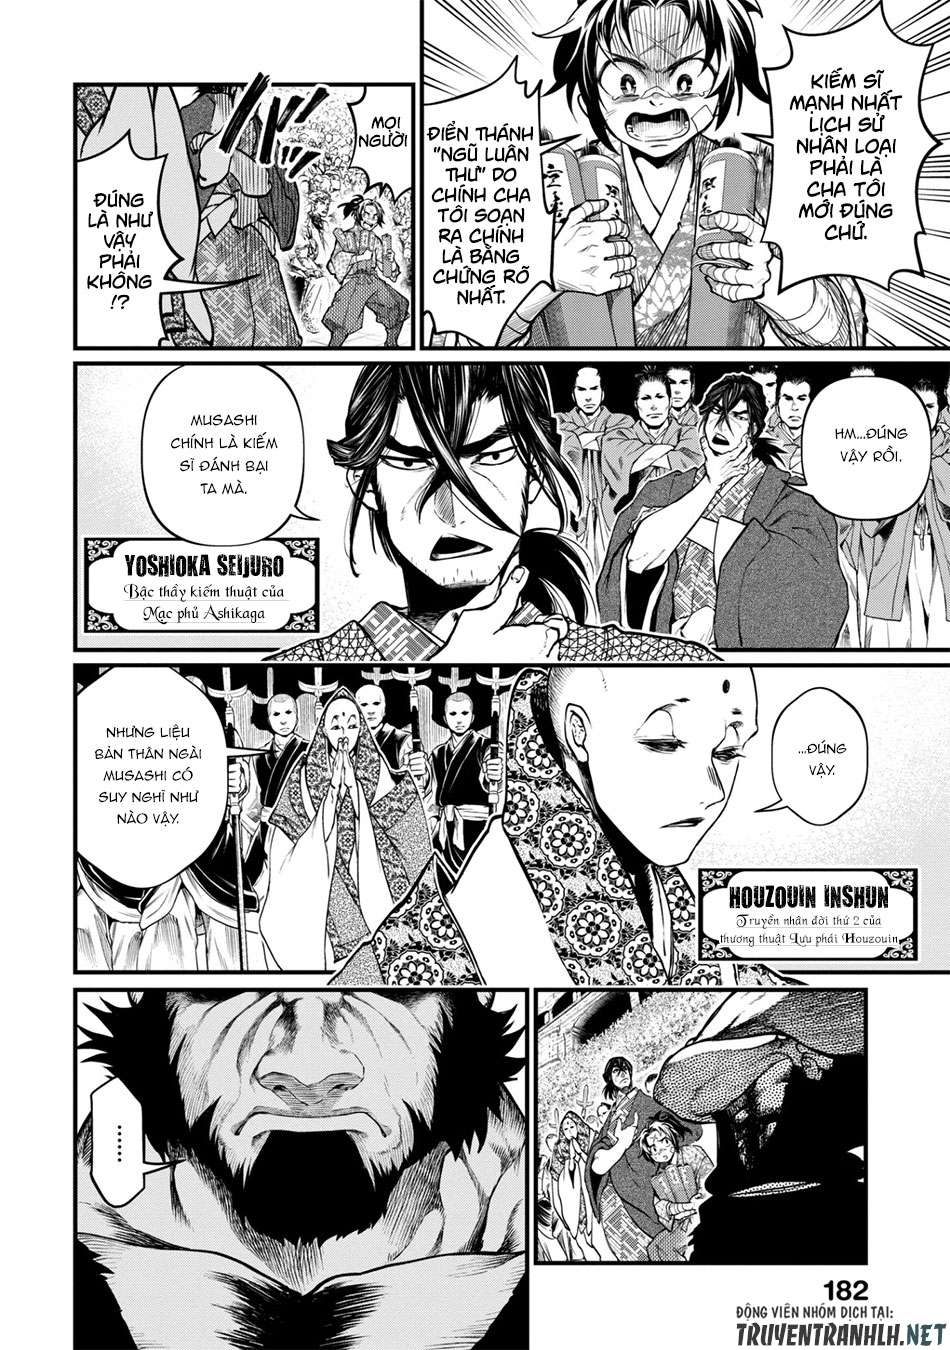 KIẾM SĨ
MẠNH NHẤT
LỊCH SỬ
NHÂN LOẠI
PHẢI LÀ
CHA TÔI
MỚI ĐÚNG
CHỨ.
ĐIỂN THÁNH
"NGŨ LUÂN
THƯ" DO
CHÍNH CHA
TÔI SOẠN
RA CHÍNH
LÀ BẰNG
CHỨNG RÕ
NHẤT.
MỌI
NGƯỜI
ĐÚNG
LÀ NHƯ
VẬY
PHẢI
KHÔNG
!?
HM...ĐÚNG
VẬY RỒI.
MUSASHI
CHÍNH LÀ KIẾM
SĨ ĐÁNH BẠI
TA MÀ.
YOSHIOKA SEIJURO
Bậc thầy kiếm thuật của
Mạc phủ Ashikaga
...ĐÚNG
VẬY.
NHƯNG LIỆU
BẢN THÂN NGÀI
MUSASHI CÓ
SUY NGHĨ NHƯ
NÀO VẬY.
HOUZOUIN INSHUN
Truyền nhân đời thứ 2 của
thương thuật Lưu phái Houzouin
......
182
ĐỘNG VIÊN NHÓM DỊCH TẠI:
TRUYENTRANHLH.NET